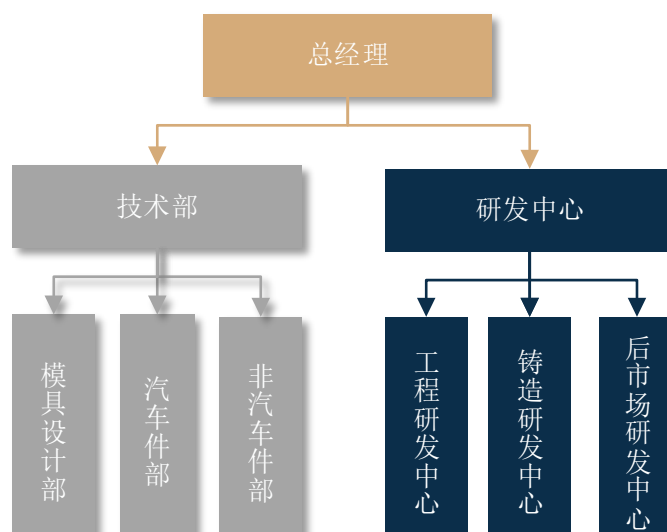 总经理
技术部
研发中心
模具设计部
汽车件部
非汽车件部
工程研发中心
铸造研发中心
后市场研发中心